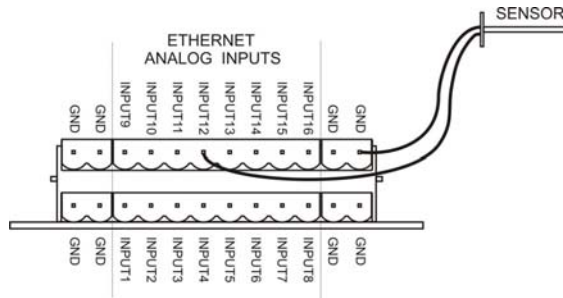 SENSOR
ETHERNET
ANALOG INPUTS
GND
GND
INPUT9
INPUT10
INPUT11
INPUT12
INPUT13
INPUT14
INPUT15
INPUT16
GND
GND
GND
GND
INPUT1
INPUT2
INPUT3
INPUT4
INPUT5
INPUT6
INPUT7
INPUT8
GND
GND